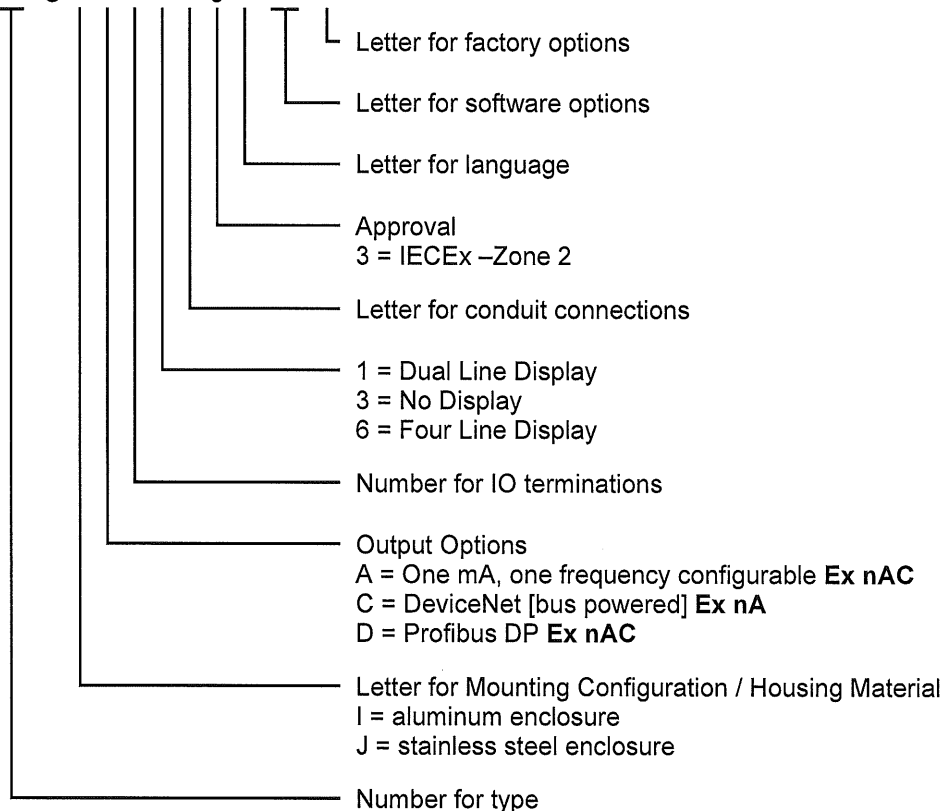 Letter for factory options
Letter for software options
Letter for language
Approval
3 = IECEx –Zone 2
Letter for conduit connections
1 = Dual Line Display
3 = No Display
6 = Four Line Display
Number for IO terminations
Output Options
A = One mA, one frequency configurable Ex nAC
C = DeviceNet [bus powered] Ex nA
D = Profibus DP Ex nAC
Letter for Mounting Configuration / Housing Material
I = aluminum enclosure
J = stainless steel enclosure
Number for type